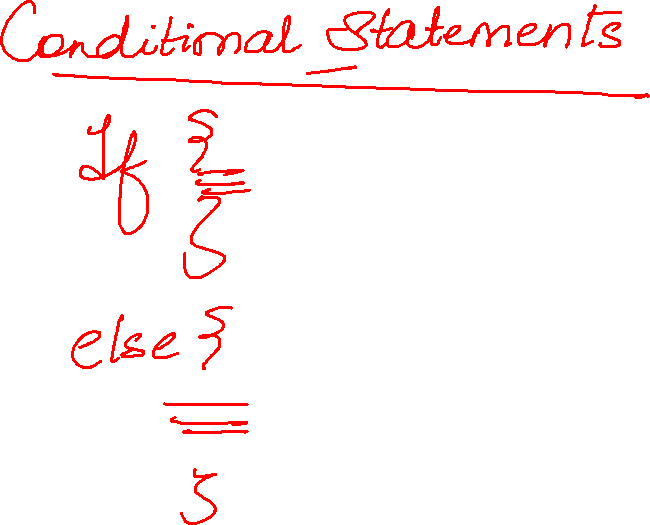 Conditional Statements
If {
}
else {
}